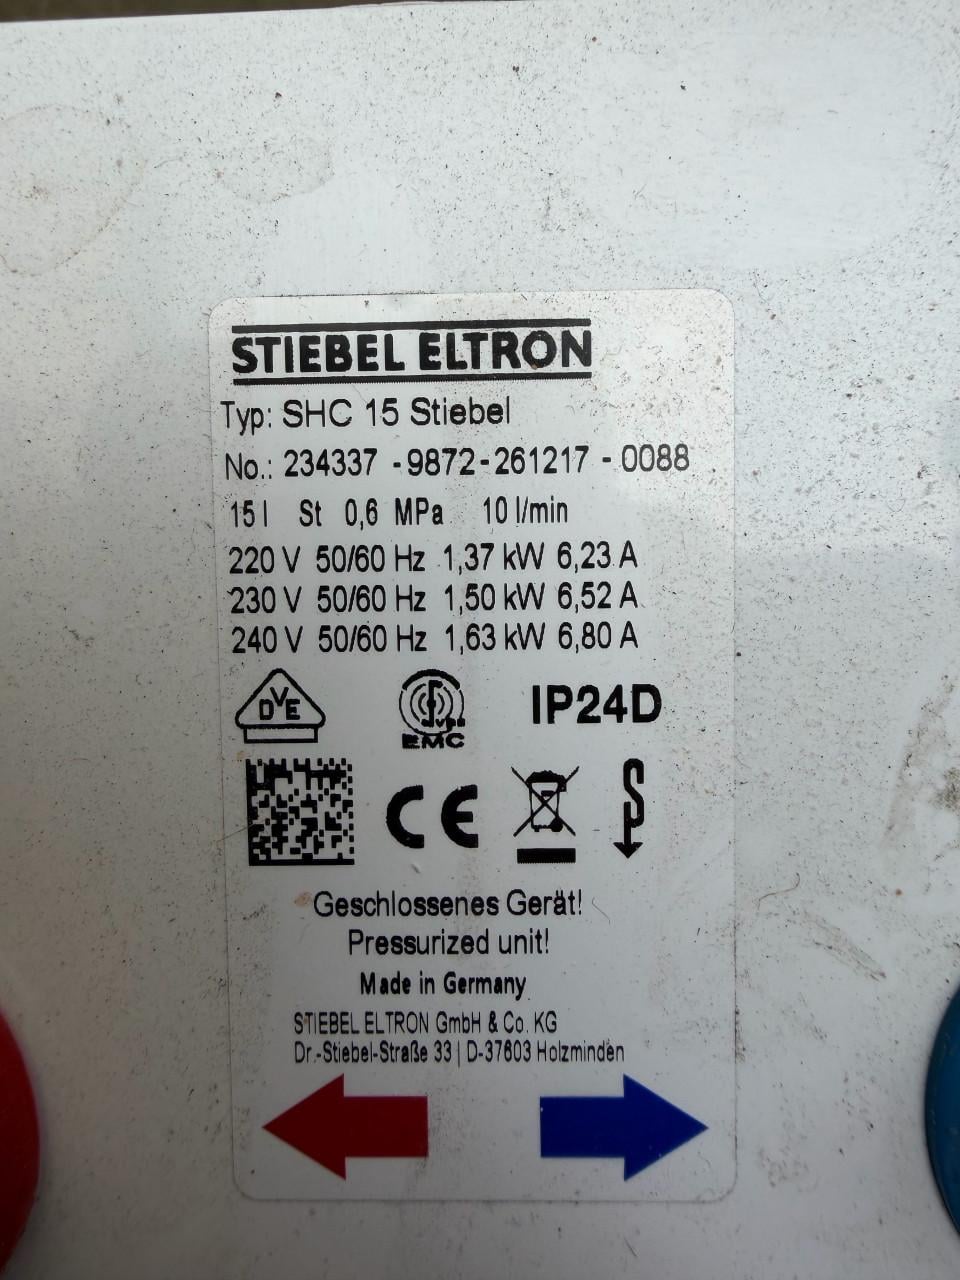 STIEBEL ELTRON
Typ: SHC 15 Stiebel
No.: 234337 - 9872 - 261217 - 0088
15 l St 0,6 MPa 10 l/min
220 V 50/60 Hz 1,37 kW 6,23 A
230 V 50/60 Hz 1,50 kW 6,52 A
240 V 50/60 Hz 1,63 kW 6,80 A
DVE IP24D
EMC
CE
Geschlossenes Gerät!
Pressurized unit!
Made in Germany
STIEBEL ELTRON GmbH & Co. KG
Dr.-Stiebel-Straße 33 | D-37603 Holzminden